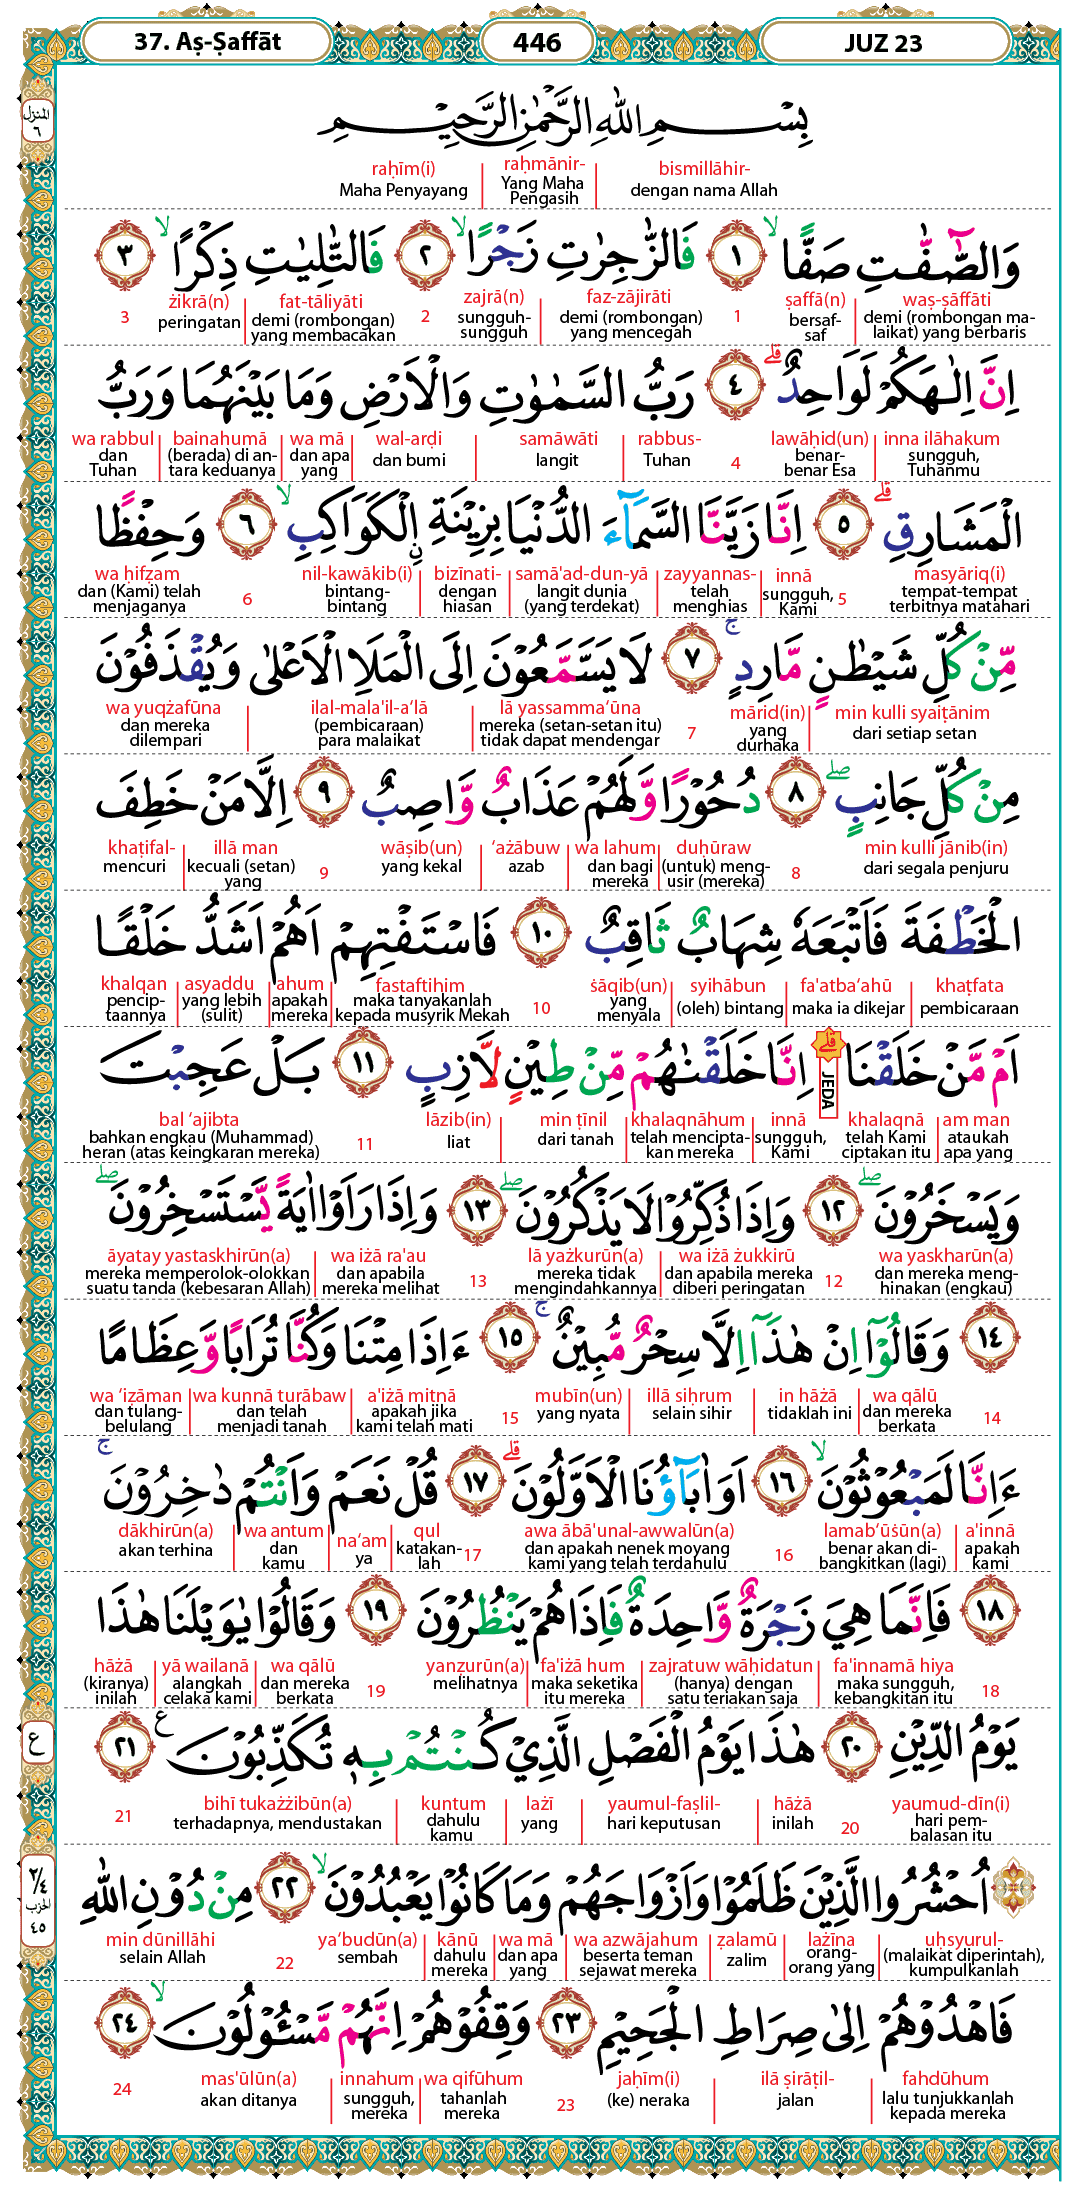 37. Aṣ-Ṣaffāt
446
JUZ 23
المنزل ٦
بِسْمِ اللّٰهِ الرَّحْمٰنِ الرَّحِيْمِ
bismillāhir- raḥmānir- raḥīm(i)
dengan nama Allah Yang Maha Pengasih Maha Penyayang
وَالصّٰۤفّٰتِ صَفًّاۙ ١ فَالزّٰجِرٰتِ زَجْرًاۙ ٢ فَالتّٰلِيٰتِ ذِكْرًاۙ ٣
waṣ-ṣāffāti ṣaffā(n) 1 faz-zājirāti zajrā(n) 2 fat-tāliyāti żikrā(n) 3
demi (rombongan ma-laikat) yang berbaris bersaf-saf demi (rombongan) yang mencegah sungguh-sungguh demi (rombongan) yang membacakan peringatan
اِنَّ اِلٰهَكُمْ لَوَاحِدٌۗ ٤ رَبُّ السَّمٰوٰتِ وَالْاَرْضِ وَمَا بَيْنَهُمَا وَرَبُّ
inna ilāhakum lawāḥid(un) 4 rabbus- samāwāti wal-arḍi wa mā bainahumā wa rabbul
sungguh, Tuhanmu benar-benar Esa Tuhan langit dan bumi dan apa yang (berada) di an-tara keduanya dan Tuhan
الْمَشَارِقِۗ ٥ اِنَّا زَيَّنَّا السَّمَاۤءَ الدُّنْيَا بِزِيْنَةِ ِۨالْكَوَاكِبِۙ ٦ وَحِفْظًا
masyāriq(i) 5 innā zayyannas- samā'ad-dun-yā bizīnati- nil-kawākib(i) 6 wa ḥifẓam
tempat-tempat terbitnya matahari sungguh, Kami telah menghias langit dunia (yang terdekat) dengan hiasan bintang-bintang dan (Kami) telah menjaganya
مِّنْ كُلِّ شَيْطٰنٍ مَّارِدٍۚ ٧ لَا يَسَّمَّعُوْنَ اِلَى الْمَلَاِ الْاَعْلٰى وَيُقْذَفُوْنَ
min kulli syaiṭānim mārid(in) 7 lā yassamma‘ūna ilal-mala'il-a‘lā wa yuqżafūna
dari setiap setan yang durhaka mereka (setan-setan itu) tidak dapat mendengar (pembicaraan) para malaikat dan mereka dilempari
مِنْ كُلِّ جَانِبٍۖ ٨ دُحُوْرًا وَّلَهُمْ عَذَابٌ وَّاصِبٌ ٩ اِلَّا مَنْ خَطِفَ
min kulli jānib(in) 8 duḥūraw wa lahum ‘ażābuw wāṣib(un) 9 illā man khaṭifal-
dari segala penjuru (untuk) meng-usir (mereka) dan bagi mereka azab yang kekal kecuali (setan) yang mencuri
الْخَطْفَةَ فَاَتْبَعَهٗ شِهَابٌ ثَاقِبٌ ١٠ فَاسْتَفْتِهِمْ اَهُمْ اَشَدُّ خَلْقًا
khaṭfata fa'atba‘ahū syihābun ṡāqib(un) 10 fastaftihim ahum asyaddu khalqan
pembicaraan maka ia dikejar (oleh) bintang yang menyala maka tanyakanlah kepada musyrik Mekah apakah mereka yang lebih (sulit) pencip-taannya
اَمْ مَّنْ خَلَقْنَاۗ اِنَّا خَلَقْنٰهُمْ مِّنْ طِيْنٍ لَّازِبٍ ١١ بَلْ عَجِبْتَ
JEDA
am man khalaqnā innā khalaqnāhum min ṭīnil lāzib(in) 11 bal ‘ajibta
ataukah apa yang telah Kami ciptakan itu sungguh, Kami telah mencipta-kan mereka dari tanah liat bahkan engkau (Muhammad) heran (atas keingkaran mereka)
وَيَسْخَرُوْنَۖ ١٢ وَاِذَا ذُكِّرُوْا لَا يَذْكُرُوْنَۖ ١٣ وَاِذَا رَاَوْا اٰيَةً يَّسْتَسْخِرُوْنَۖ
wa yaskharūn(a) 12 wa iżā żukkirū lā yażkurūn(a) 13 wa iżā ra'au āyatay yastaskhirūn(a)
dan mereka meng-hinakan (engkau) dan apabila mereka diberi peringatan mereka tidak mengindahkannya dan apabila mereka melihat mereka memperolok-olokkan suatu tanda (kebesaran Allah)
١٤ وَقَالُوْٓا اِنْ هٰذَآ اِلَّا سِحْرٌ مُّبِيْنٌۚ ١٥ ءَاِذَا مِتْنَا وَكُنَّا تُرَابًا وَّعِظَامًا
14 wa qālū in hāżā illā siḥrum mubīn(un) 15 a'iżā mitnā wa kunnā turābaw wa ‘iẓāman
dan mereka berkata tidaklah ini selain sihir yang nyata apakah jika kami telah mati dan telah menjadi tanah dan tulang-belulang
ءَاِنَّا لَمَبْعُوْثُوْنَۙ ١٦ اَوَاٰبَاۤؤُنَا الْاَوَّلُوْنَۗ ١٧ قُلْ نَعَمْ وَاَنْتُمْ دٰخِرُوْنَۚ
a'innā lamab‘ūṡūn(a) 16 awa ābā'unal-awwalūn(a) 17 qul na‘am wa antum dākhirūn(a)
apakah kami benar akan di-bangkitkan (lagi) dan apakah nenek moyang kami yang telah terdahulu katakan-lah ya dan kamu akan terhina
١٨ فَاِنَّمَا هِيَ زَجْرَةٌ وَّاحِدَةٌ فَاِذَا هُمْ يَنْظُرُوْنَ ١٩ وَقَالُوْا يٰوَيْلَنَا هٰذَا
18 fa'innamā hiya zajratuw wāḥidatun fa'iżā hum yanẓurūn(a) 19 wa qālū yā wailanā hāżā
maka sungguh, kebangkitan itu (hanya) dengan satu teriakan saja maka seketika itu mereka melihatnya dan mereka berkata alangkah celaka kami (kiranya) inilah
يَوْمُ الدِّيْنِ ٢٠ هٰذَا يَوْمُ الْفَصْلِ الَّذِيْ كُنْتُمْ بِهٖ تُكَذِّبُوْنَ ع ٢١
ع
yaumud-dīn(i) 20 hāżā yaumul-faṣlil- lażī kuntum bihī tukażżibūn(a) 21
hari pem-balasan itu inilah hari keputusan yang dahulu kamu terhadapnya, mendustakan
اُحْشُرُوا الَّذِيْنَ ظَلَمُوْا وَاَزْوَاجَهُمْ وَمَا كَانُوْا يَعْبُدُوْنَۙ ٢٢ مِنْ دُوْنِ اللّٰهِ
٢/٤ الحزب ٤٥
uḥsyurul- lażīna ẓalamū wa azwājahum wa mā kānū ya‘budūn(a) 22 min dūnillāhi
(malaikat diperintah), kumpulkanlah orang-orang yang zalim beserta teman sejawat mereka dan apa yang dahulu mereka sembah selain Allah
فَاهْدُوْهُمْ اِلٰى صِرَاطِ الْجَحِيْمِ ٢٣ وَقِفُوْهُمْ اِنَّهُمْ مَّسْـُٔوْلُوْنَۙ ٢٤
fahdūhum ilā ṣirāṭil- jaḥīm(i) 23 wa qifūhum innahum mas'ūlūn(a) 24
lalu tunjukkanlah kepada mereka jalan (ke) neraka tahanlah mereka sungguh, mereka akan ditanya